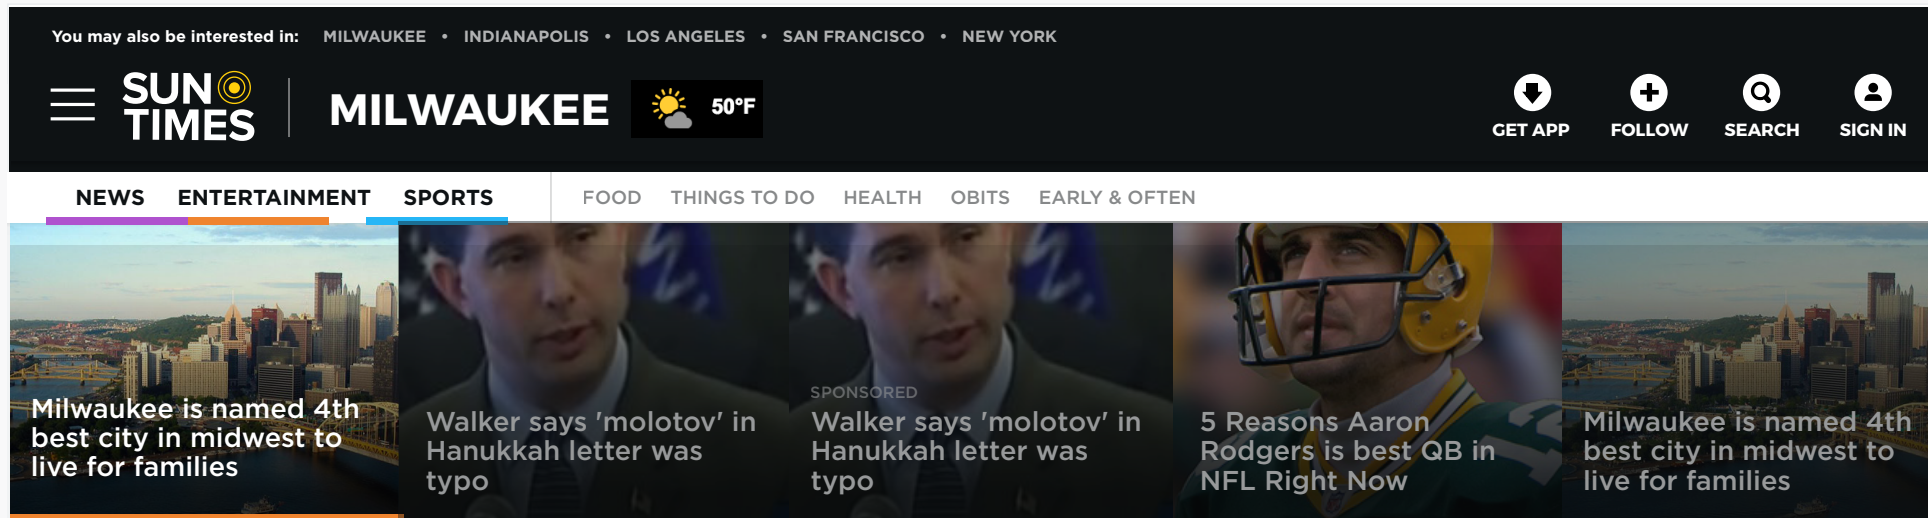 You may also be interested in: MILWAUKEE • INDIANAPOLIS • LOS ANGELES • SAN FRANCISCO • NEW YORK
SUN
TIMES
MILWAUKEE
50°F
GET APP
FOLLOW
SEARCH
SIGN IN
NEWS ENTERTAINMENT SPORTS FOOD THINGS TO DO HEALTH OBITS EARLY & OFTEN
Milwaukee is named 4th
best city in midwest to
live for families
Walker says 'molotov' in
Hanukkah letter was
typo
SPONSORED
Walker says 'molotov' in
Hanukkah letter was
typo
5 Reasons Aaron
Rodgers is best QB in
NFL Right Now
Milwaukee is named 4th
best city in midwest to
live for families